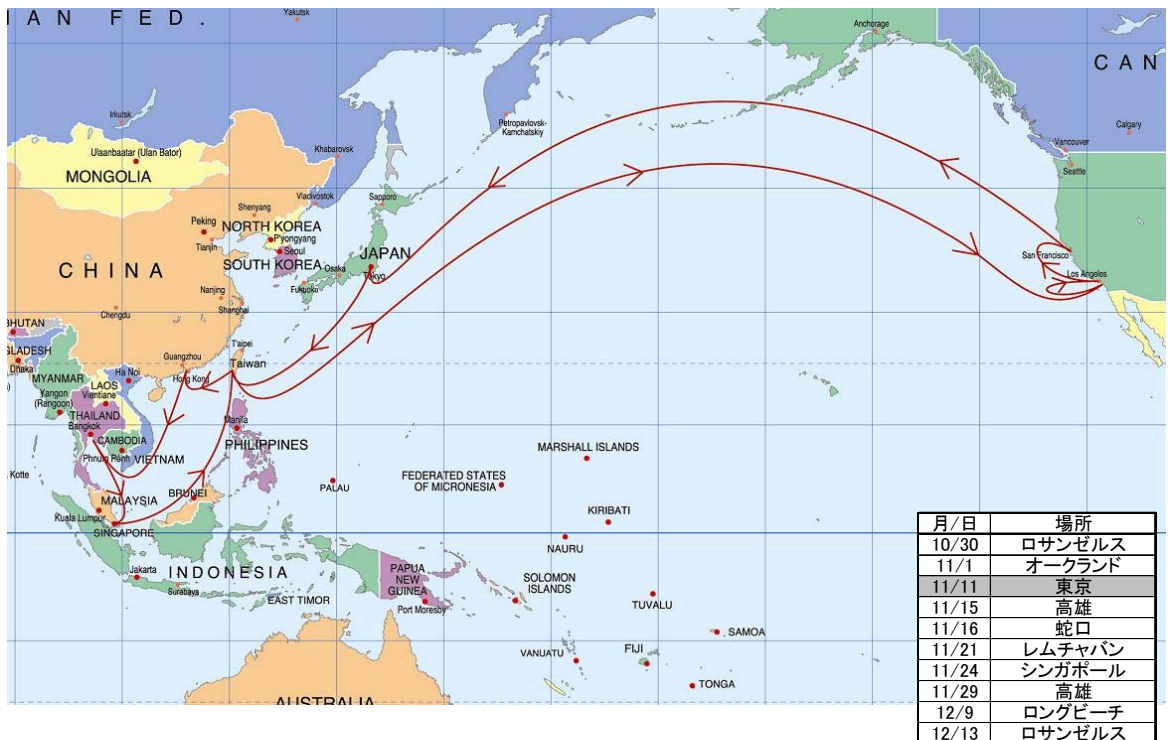 IAN FED.
Yakutsk
Anchorage
CAN
Irkutsk
Petropavlovsk-
Kamchatskiy
Calgary
Ulaanbaatar (Ulan Bator)
Khabarovsk
Vancouver
MONGOLIA
Seattle
Vladivostok
Sapporo
Shenyang
Peking
NORTH KOREA
P'yongyang
Tianjin
Seoul
JAPAN
San Francisco
SOUTH KOREA
Osaka
Tokyo
Los Angeles
CHINA
Fukuoka
Nanjing
Shanghai
Chengdu
BHUTAN
T'aipei
GLADESH
Guangzhou
Taiwan
Dhaka
Ha Noi
Hong Kong
MYANMAR
LAOS
Yangon
(Rangoon)
Vientiane
THAILAND
Bangkok
Manila
CAMBODIA
PHILIPPINES
MARSHALL ISLANDS
Phnum Penh
VIETNAM
Kotte
FEDERATED STATES
OF MICRONESIA
PALAU
MALAYSIA
BRUNEI
KIRIBATI
Kuala Lumpur
SINGAPORE
NAURU
INDONESIA
Jakarta
PAPUA
NEW
GUINEA
SOLOMON
ISLANDS
Surabaya
EAST TIMOR
Port Moresby
TUVALU
SAMOA
VANUATU
FIJI
TONGA
AUSTRALIA
月/日 場所
10/30 ロサンゼルス
11/1 オークランド
11/11 東京
11/15 高雄
11/16 蛇口
11/21 レムチャバン
11/24 シンガポール
11/29 高雄
12/9 ロングビーチ
12/13 ロサンゼルス